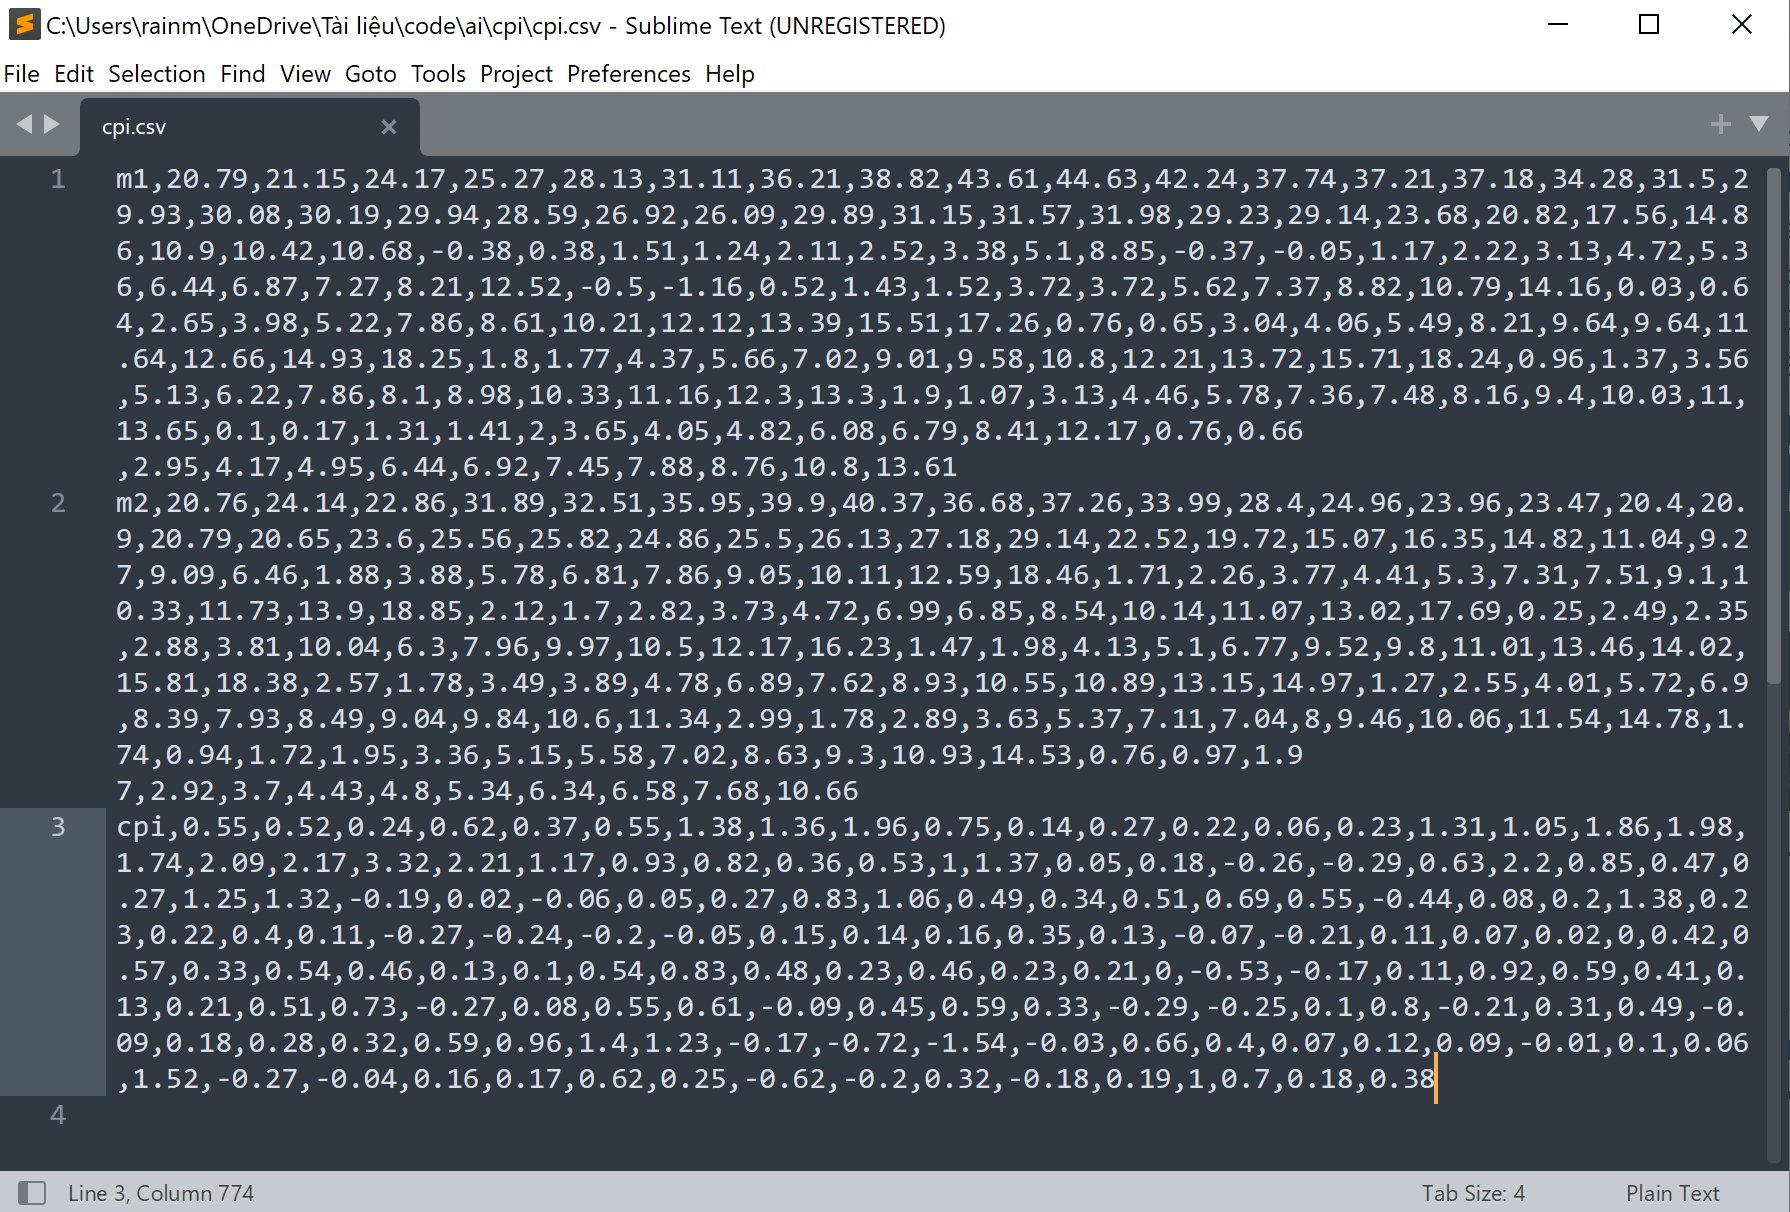 C:\Users\rainm\OneDrive\Tài liệu\code\ai\cpi\cpi.csv - Sublime Text (UNREGISTERED)
File Edit Selection Find View Goto Tools Project Preferences Help
cpi.csv
1 m1,20.79,21.15,24.17,25.27,28.13,31.11,36.21,38.82,43.61,44.63,42.24,37.74,37.21,37.18,34.28,31.5,2
9.93,30.08,30.19,29.94,28.59,26.92,26.09,29.89,31.15,31.57,31.98,29.23,29.14,23.68,20.82,17.56,14.8
6,10.9,10.42,10.68,-0.38,0.38,1.51,1.24,2.11,2.52,3.38,5.1,8.85,-0.37,-0.05,1.17,2.22,3.13,4.72,5.3
6,6.44,6.87,7.27,8.21,12.52,-0.5,-1.16,0.52,1.43,1.52,3.72,3.72,5.62,7.37,8.82,10.79,14.16,0.03,0.6
4,2.65,3.98,5.22,7.86,8.61,10.21,12.12,13.39,15.51,17.26,0.76,0.65,3.04,4.06,5.49,8.21,9.64,9.64,11
.64,12.66,14.93,18.25,1.8,1.77,4.37,5.66,7.02,9.01,9.58,10.8,12.21,13.72,15.71,18.24,0.96,1.37,3.56
,5.13,6.22,7.86,8.1,8.98,10.33,11.16,12.3,13.3,1.9,1.07,3.13,4.46,5.78,7.36,7.48,8.16,9.4,10.03,11,
13.65,0.1,0.17,1.31,1.41,2,3.65,4.05,4.82,6.08,6.79,8.41,12.17,0.76,0.66
,2.95,4.17,4.95,6.44,6.92,7.45,7.88,8.76,10.8,13.61
2 m2,20.76,24.14,22.86,31.89,32.51,35.95,39.9,40.37,36.68,37.26,33.99,28.4,24.96,23.96,23.47,20.4,20.
9,20.79,20.65,23.6,25.56,25.82,24.86,25.5,26.13,27.18,29.14,22.52,19.72,15.07,16.35,14.82,11.04,9.2
7,9.09,6.46,1.88,3.88,5.78,6.81,7.86,9.05,10.11,12.59,18.46,1.71,2.26,3.77,4.41,5.3,7.31,7.51,9.1,1
0.33,11.73,13.9,18.85,2.12,1.7,2.82,3.73,4.72,6.99,6.85,8.54,10.14,11.07,13.02,17.69,0.25,2.49,2.35
,2.88,3.81,10.04,6.3,7.96,9.97,10.5,12.17,16.23,1.47,1.98,4.13,5.1,6.77,9.52,9.8,11.01,13.46,14.02,
15.81,18.38,2.57,1.78,3.49,3.89,4.78,6.89,7.62,8.93,10.55,10.89,13.15,14.97,1.27,2.55,4.01,5.72,6.9
,8.39,7.93,8.49,9.04,9.84,10.6,11.34,2.99,1.78,2.89,3.63,5.37,7.11,7.04,8,9.46,10.06,11.54,14.78,1.
74,0.94,1.72,1.95,3.36,5.15,5.58,7.02,8.63,9.3,10.93,14.53,0.76,0.97,1.9
7,2.92,3.7,4.43,4.8,5.34,6.34,6.58,7.68,10.66
3 cpi,0.55,0.52,0.24,0.62,0.37,0.55,1.38,1.36,1.96,0.75,0.14,0.27,0.22,0.06,0.23,1.31,1.05,1.86,1.98,
1.74,2.09,2.17,3.32,2.21,1.17,0.93,0.82,0.36,0.53,1,1.37,0.05,0.18,-0.26,-0.29,0.63,2.2,0.85,0.47,0
.27,1.25,1.32,-0.19,0.02,-0.06,0.05,0.27,0.83,1.06,0.49,0.34,0.51,0.69,0.55,-0.44,0.08,0.2,1.38,0.2
3,0.22,0.4,0.11,-0.27,-0.24,-0.2,-0.05,0.15,0.14,0.16,0.35,0.13,-0.07,-0.21,0.11,0.07,0.02,0,0.42,0
.57,0.33,0.54,0.46,0.13,0.1,0.54,0.83,0.48,0.23,0.46,0.23,0.21,0,-0.53,-0.17,0.11,0.92,0.59,0.41,0.
13,0.21,0.51,0.73,-0.27,0.08,0.55,0.61,-0.09,0.45,0.59,0.33,-0.29,-0.25,0.1,0.8,-0.21,0.31,0.49,-0.
09,0.18,0.28,0.32,0.59,0.96,1.4,1.23,-0.17,-0.72,-1.54,-0.03,0.66,0.4,0.07,0.12,0.09,-0.01,0.1,0.06
,1.52,-0.27,-0.04,0.16,0.17,0.62,0.25,-0.62,-0.2,0.32,-0.18,0.19,1,0.7,0.18,0.38
4
Line 3, Column 774
Tab Size: 4
Plain Text